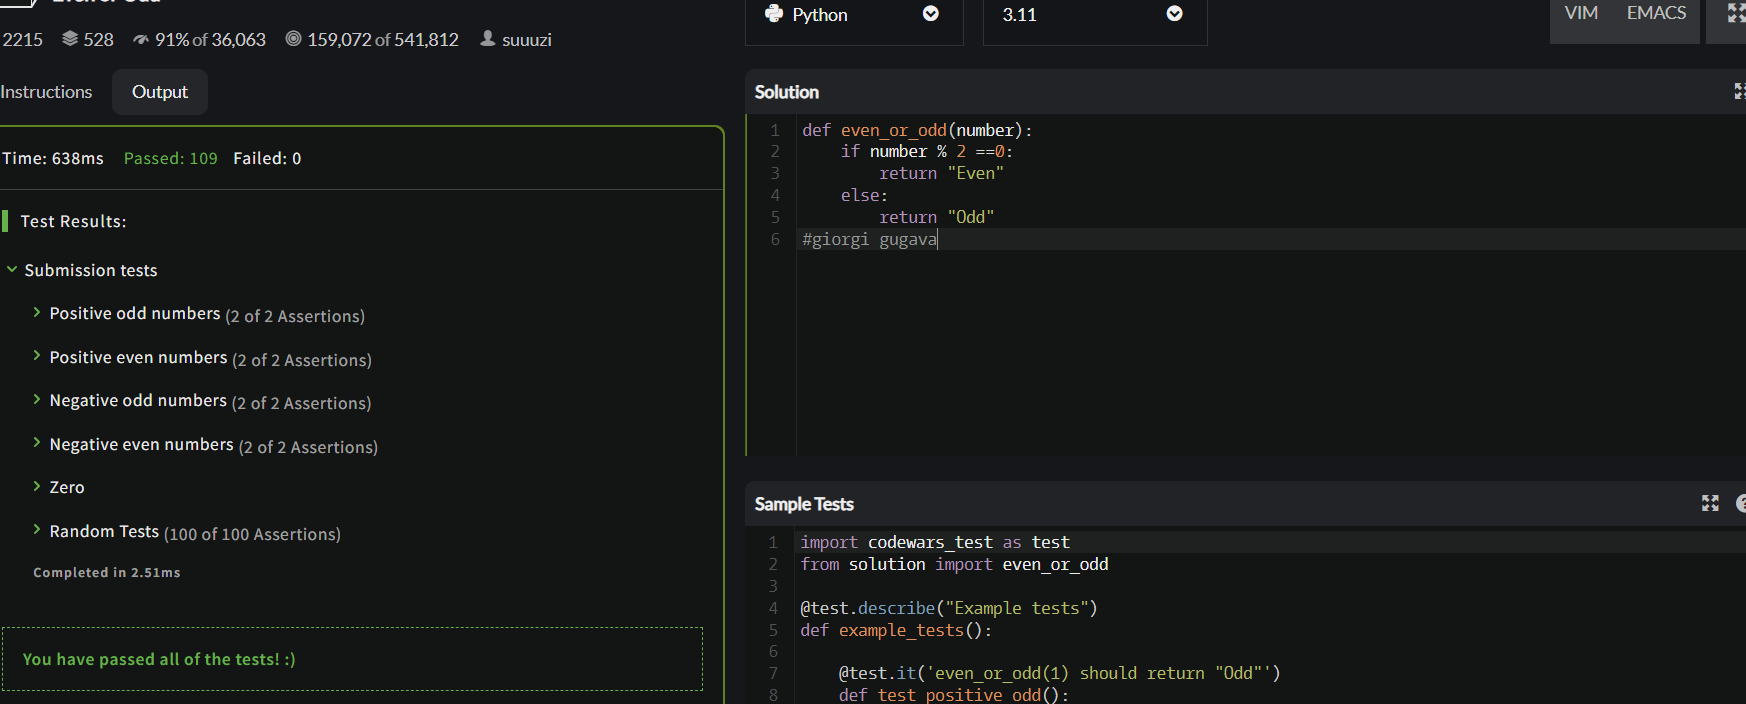 Even or Odd
2215 528 91% of 36,063 159,072 of 541,812 suuuzi
Python
3.11
VIM EMACS
Instructions Output
Time: 638ms Passed: 109 Failed: 0
Test Results:
Submission tests
Positive odd numbers (2 of 2 Assertions)
Positive even numbers (2 of 2 Assertions)
Negative odd numbers (2 of 2 Assertions)
Negative even numbers (2 of 2 Assertions)
Zero
Random Tests (100 of 100 Assertions)
Completed in 2.51ms
You have passed all of the tests! :)
Solution
1 def even_or_odd(number):
2 if number % 2 ==0:
3 return "Even"
4 else:
5 return "Odd"
6 #giorgi gugava
Sample Tests
1 import codewars_test as test
2 from solution import even_or_odd
3
4 @test.describe("Example tests")
5 def example_tests():
6
7 @test.it('even_or_odd(1) should return "Odd"')
8 def test_positive_odd():